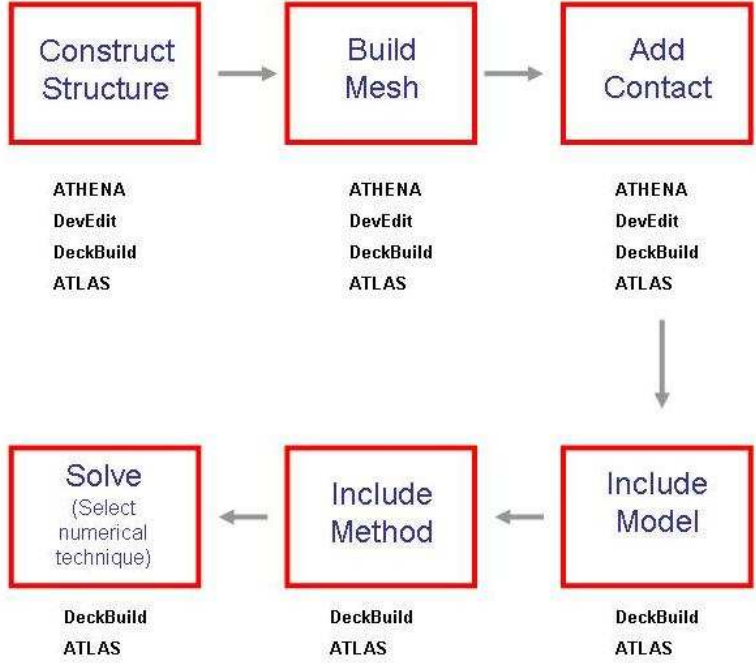 Construct
Structure
Build
Mesh
Add
Contact
ATHENA
DevEdit
DeckBuild
ATLAS
ATHENA
DevEdit
DeckBuild
ATLAS
ATHENA
DevEdit
DeckBuild
ATLAS
Include
Model
DeckBuild
ATLAS
Include
Method
DeckBuild
ATLAS
Solve
(Select
numerical
technique)
DeckBuild
ATLAS